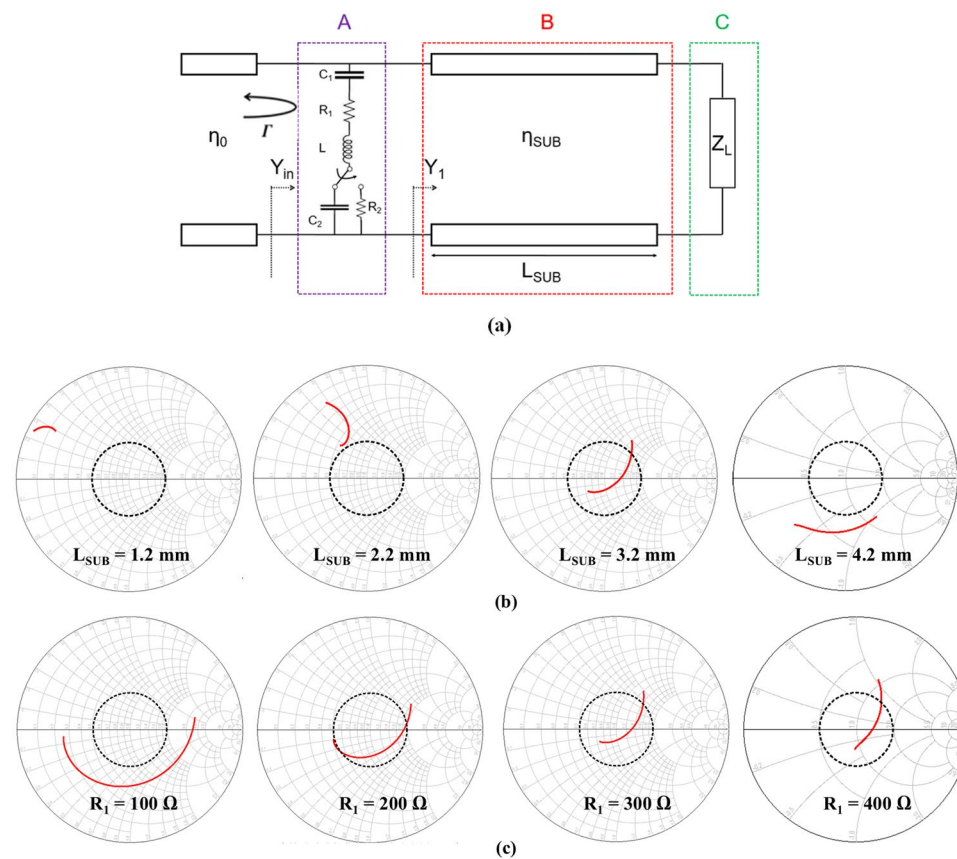 A B C
C₁
R₁
L
C₂
R₂
η₀
Γ
Yin
Y₁
ηSUB
ZL
LSUB
(a)
LSUB = 1.2 mm LSUB = 2.2 mm LSUB = 3.2 mm LSUB = 4.2 mm
(b)
R₁ = 100 Ω R₁ = 200 Ω R₁ = 300 Ω R₁ = 400 Ω
(c)